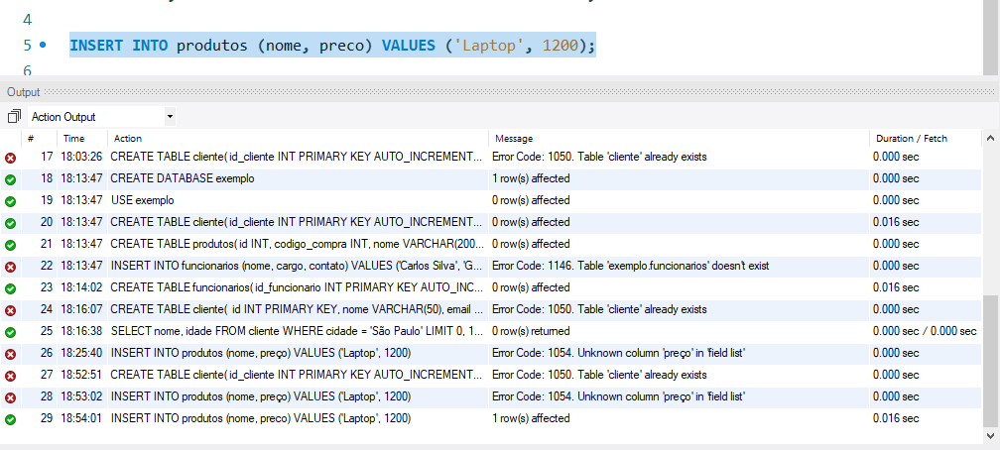 4
5 INSERT INTO produtos (nome, preco) VALUES ('Laptop', 1200);
6
Output
Action Output
# Time Action Message Duration / Fetch
17 18:03:26 CREATE TABLE cliente( id_cliente INT PRIMARY KEY AUTO_INCREMENT... Error Code: 1050. Table 'cliente' already exists 0.000 sec
18 18:13:47 CREATE DATABASE exemplo 1 row(s) affected 0.000 sec
19 18:13:47 USE exemplo 0 row(s) affected 0.000 sec
20 18:13:47 CREATE TABLE cliente( id_cliente INT PRIMARY KEY AUTO_INCREMENT... 0 row(s) affected 0.016 sec
21 18:13:47 CREATE TABLE produtos( id INT, codigo_compra INT, nome VARCHAR(200... 0 row(s) affected 0.000 sec
22 18:13:47 INSERT INTO funcionarios (nome, cargo, contato) VALUES ('Carlos Silva', 'G... Error Code: 1146. Table 'exemplo.funcionarios' doesn't exist 0.000 sec
23 18:14:02 CREATE TABLE funcionarios( id_funcionario INT PRIMARY KEY AUTO_INC... 0 row(s) affected 0.016 sec
24 18:16:07 CREATE TABLE cliente( id INT PRIMARY KEY, nome VARCHAR(50), email ... Error Code: 1050. Table 'cliente' already exists 0.000 sec
25 18:16:38 SELECT nome, idade FROM cliente WHERE cidade = 'São Paulo' LIMIT 0, 1... 0 row(s) returned 0.000 sec / 0.000 sec
26 18:25:40 INSERT INTO produtos (nome, preço) VALUES ('Laptop', 1200) Error Code: 1054. Unknown column 'preço' in 'field list' 0.000 sec
27 18:52:51 CREATE TABLE cliente( id_cliente INT PRIMARY KEY AUTO_INCREMENT... Error Code: 1050. Table 'cliente' already exists 0.000 sec
28 18:53:02 INSERT INTO produtos (nome, preço) VALUES ('Laptop', 1200) Error Code: 1054. Unknown column 'preço' in 'field list' 0.000 sec
29 18:54:01 INSERT INTO produtos (nome, preco) VALUES ('Laptop', 1200) 1 row(s) affected 0.016 sec